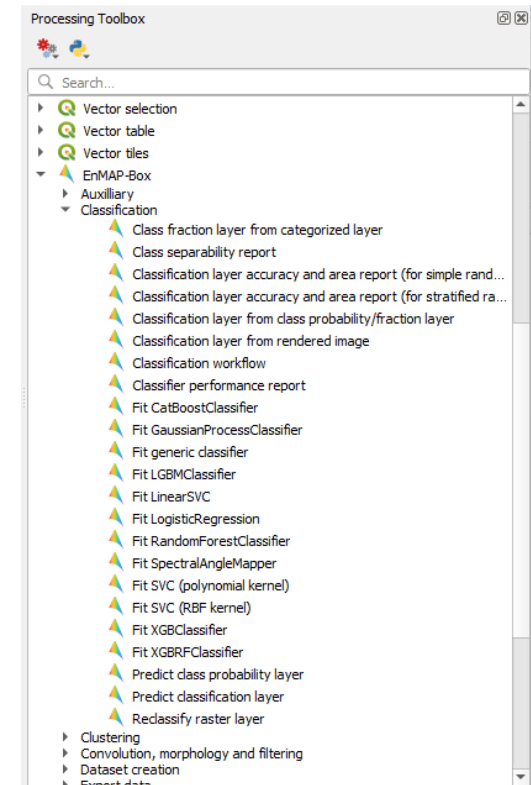 Processing Toolbox
Search...
Vector selection
Vector table
Vector tiles
EnMAP-Box
Auxilliary
Classification
Class fraction layer from categorized layer
Class separability report
Classification layer accuracy and area report (for simple rand...
Classification layer accuracy and area report (for stratified ra...
Classification layer from class probability/fraction layer
Classification layer from rendered image
Classification workflow
Classifier performance report
Fit CatBoostClassifier
Fit GaussianProcessClassifier
Fit generic classifier
Fit LGBMClassifier
Fit LinearSVC
Fit LogisticRegression
Fit RandomForestClassifier
Fit SpectralAngleMapper
Fit SVC (polynomial kernel)
Fit SVC (RBF kernel)
Fit XGBClassifier
Fit XGBRFClassifier
Predict class probability layer
Predict classification layer
Reclassify raster layer
Clustering
Convolution, morphology and filtering
Dataset creation
Export data